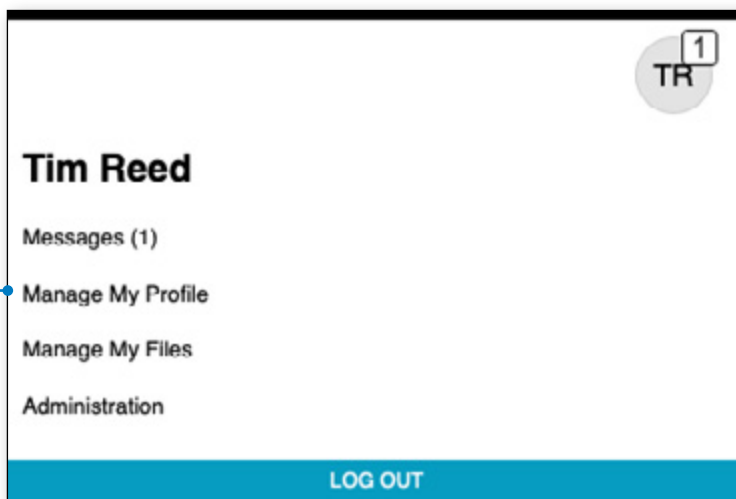 1
TR
Tim Reed
Messages (1)
Manage My Profile
Manage My Files
Administration
LOG OUT